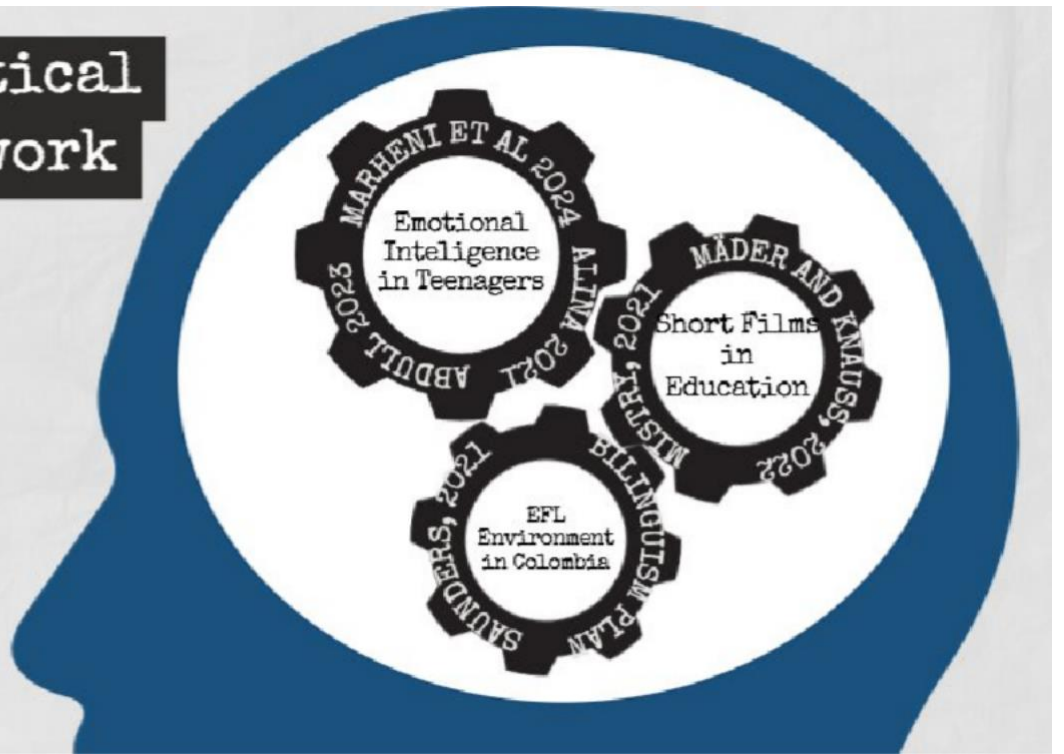 tical
work
MARHENI ET AL 2024
ALINA 2021
ABDULL 2023
Emotional
Inteligence
in Teenagers
MÄDER AND KNAUSS, 2022
MISTRY, 2021
Short Films
in
Education
SAUNDERS, 2021
BILINGUISM PLAN
EFL
Environment
in Colombia